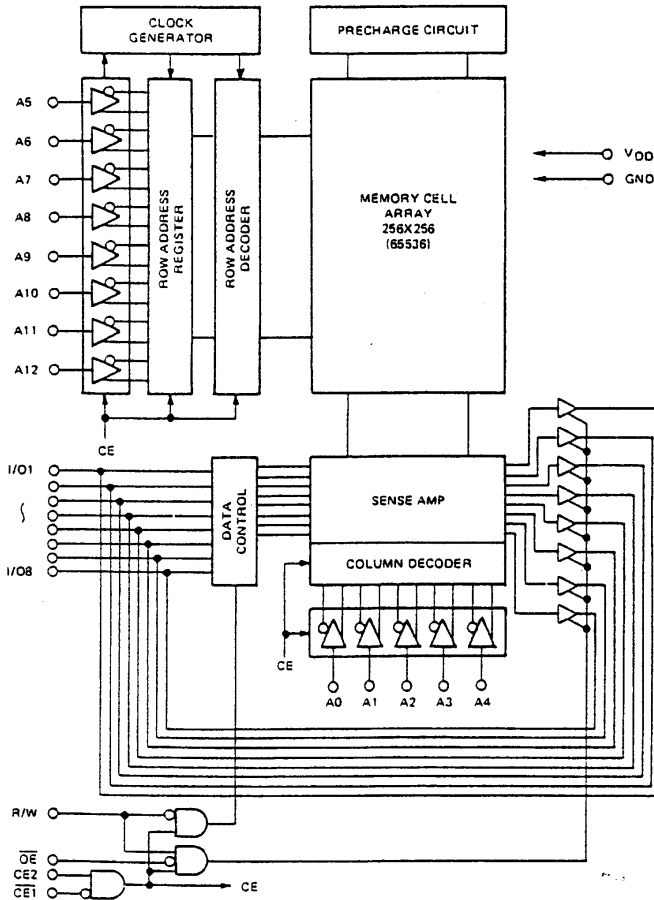 CLOCK
GENERATOR
PRECHARGE CIRCUIT
A5
A6
A7
A8
A9
A10
A11
A12
ROW ADDRESS
REGISTER
ROW ADDRESS
DECODER
MEMORY CELL
ARRAY
256X256
(65536)
VDD
GND
CE
I/O1
I/O8
DATA
CONTROL
SENSE AMP
COLUMN DECODER
CE
A0
A1
A2
A3
A4
R/W
O̅E̅
CE2
C̅E̅1̅
CE